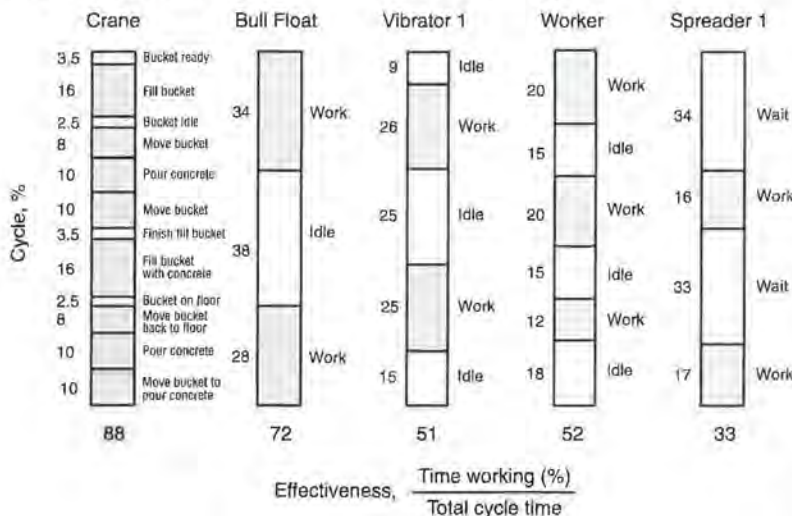 Crane
Bull Float
Vibrator 1
Worker
Spreader 1
Cycle, %
3.5 Bucket ready
16 Fill bucket
2.5 Bucket Idle
8 Move bucket
10 Pour concrete
10 Move bucket
3.5 Finish fill bucket
16 Fill bucket
with concrete
2.5 Bucket on floor
8 Move bucket
back to floor
10 Pour concrete
10 Move bucket to
pour concrete
88
34 Work
38 Idle
28 Work
72
9 Idle
26 Work
25 Idle
25 Work
15 Idle
51
20 Work
15 Idle
20 Work
15 Idle
12 Work
18 Idle
52
34 Wait
16 Work
33 Wait
17 Work
33
Effectiveness, Time working (%)
Total cycle time